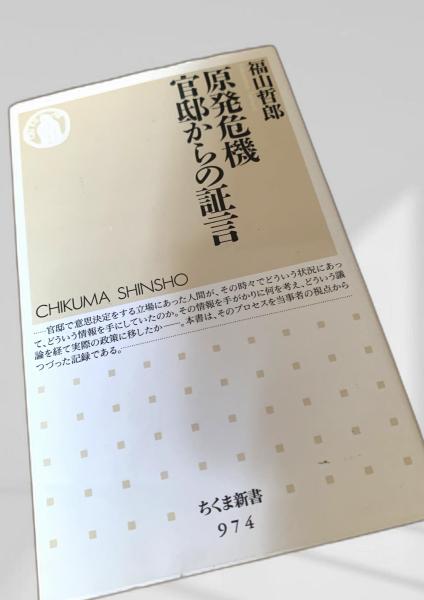 福山哲郎
原発危機
官邸からの証言
CHIKUMA SHINSHO
……官邸で意思決定をする立場にあった人間が、その時々でどういう状況にあっ
て、どういう情報を手にしていたのか。その情報を手がかりに何を考え、どういう議
論を経て実際の政策に移したか――。本書は、そのプロセスを当事者の視点から
つづった記録である。……
ちくま新書
974